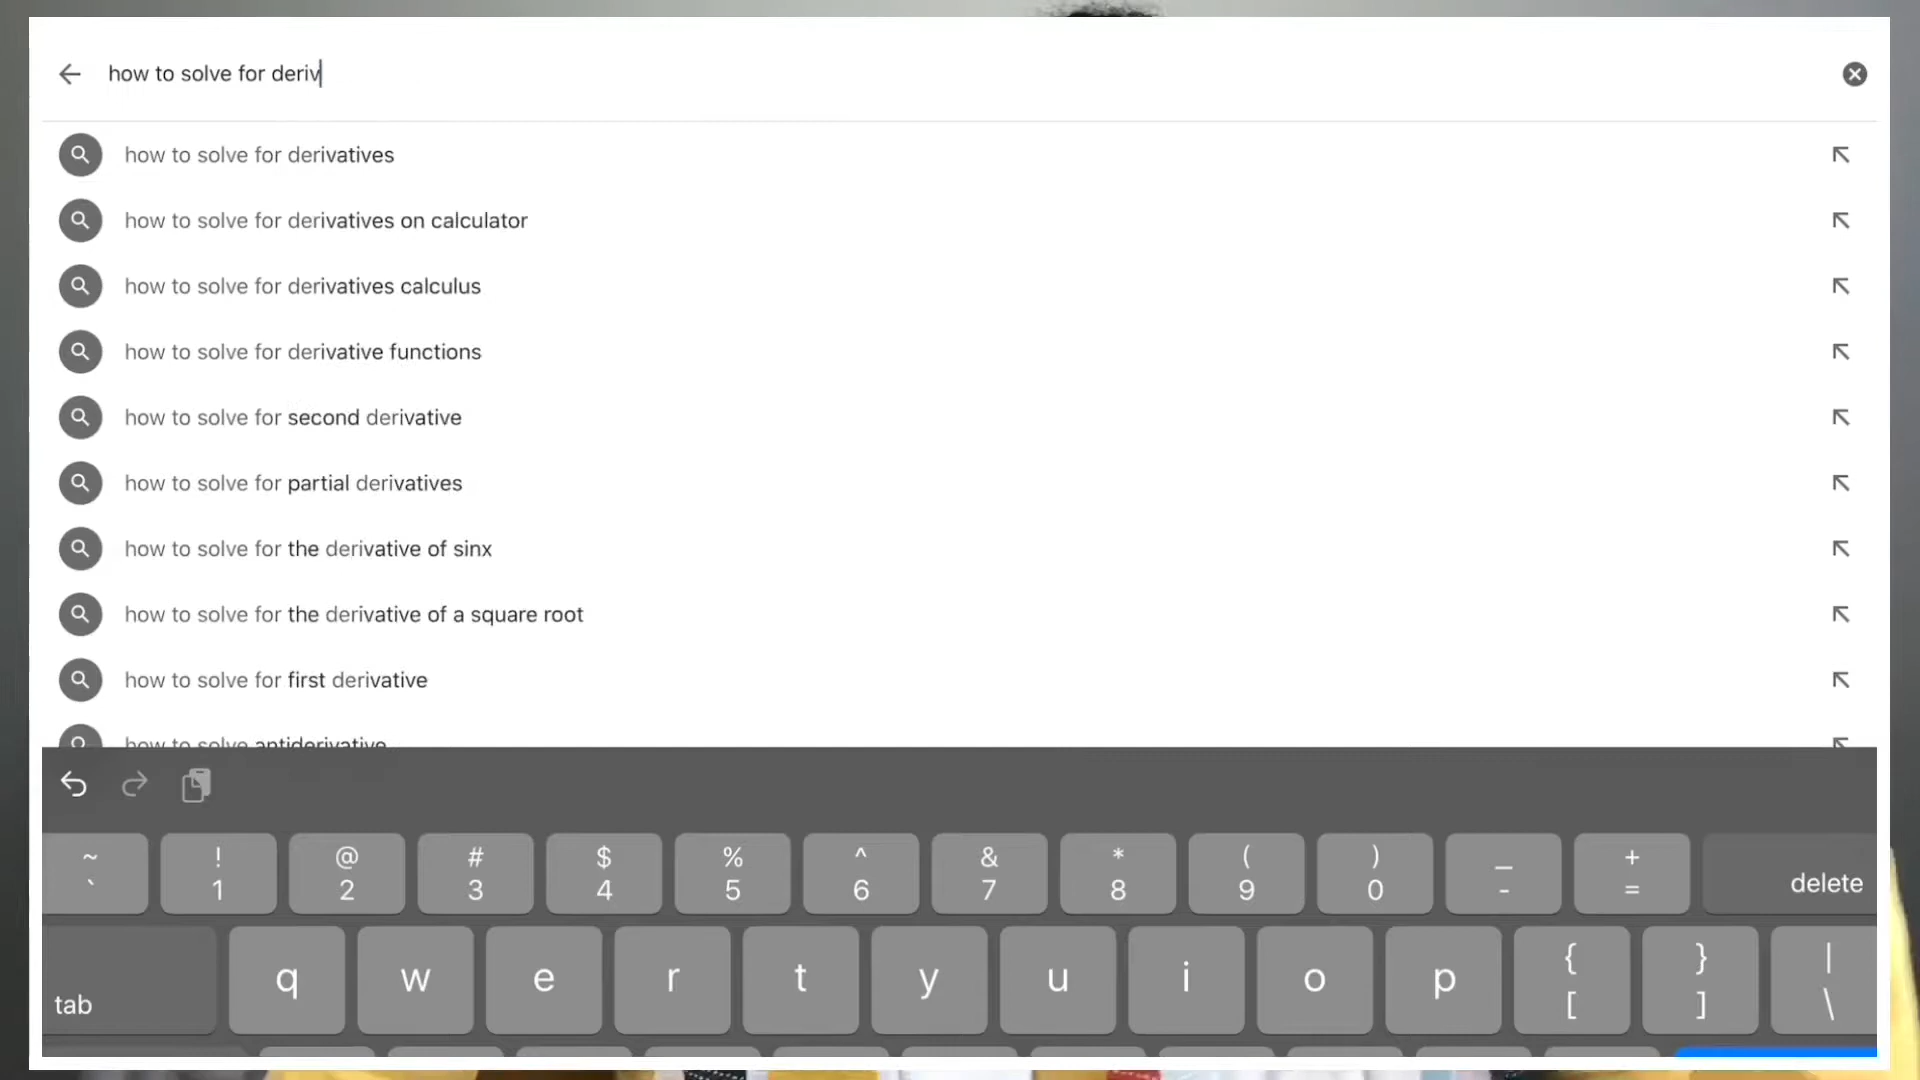 how to solve for deriv
how to solve for derivatives
how to solve for derivatives on calculator
how to solve for derivatives calculus
how to solve for derivative functions
how to solve for second derivative
how to solve for partial derivatives
how to solve for the derivative of sinx
how to solve for the derivative of a square root
how to solve for first derivative
how to solve antiderivative
~ ! @ # $ % ^ & * ( ) _ +
` 1 2 3 4 5 6 7 8 9 0 - = delete
{ } |
q w e r t y u i o p
tab [ ] \